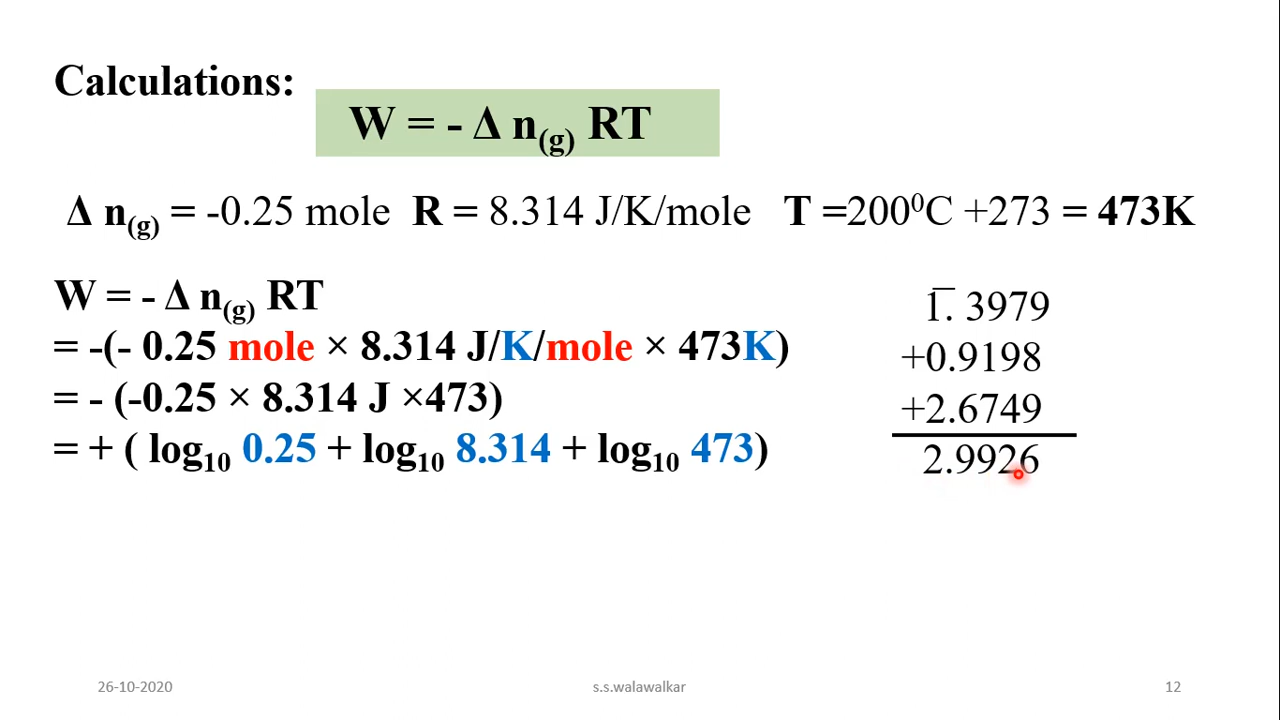 Calculations:
W = - Δ n(g) RT
Δ n(g) = -0.25 mole R = 8.314 J/K/mole T =200⁰C +273 = 473K
W = - Δ n(g) RT
= -(- 0.25 mole × 8.314 J/K/mole × 473K)
= - (-0.25 × 8.314 J ×473)
= + ( log₁₀ 0.25 + log₁₀ 8.314 + log₁₀ 473)
1̅. 3979
+0.9198
+2.6749
2.9926
26-10-2020
s.s.walawalkar
12